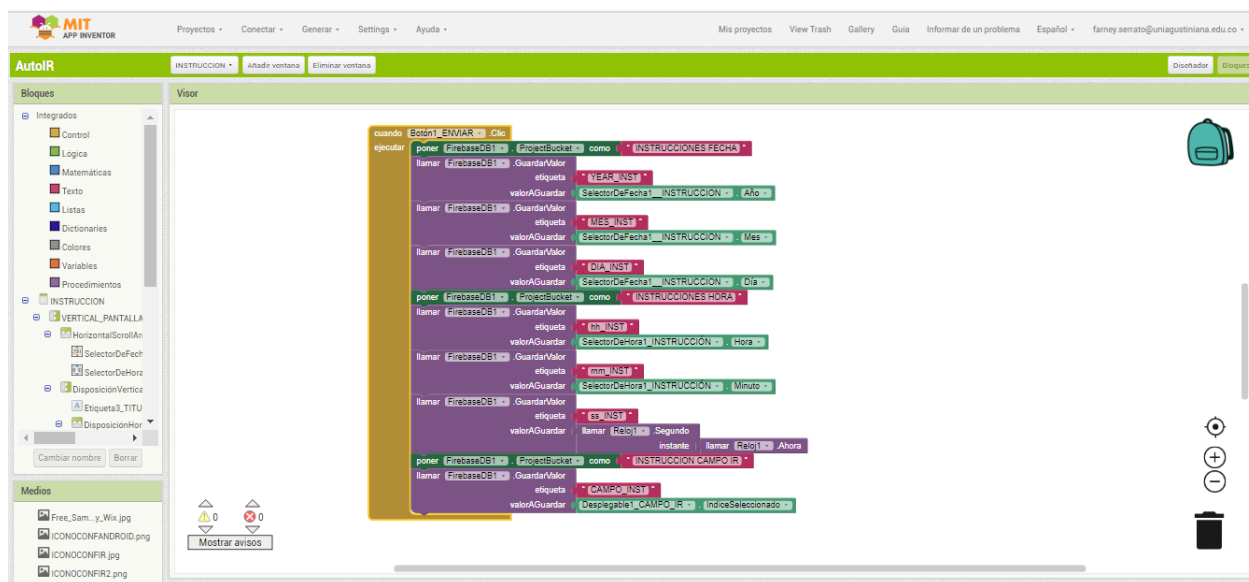 MIT
APP INVENTOR
Proyectos
Conectar
Generar
Settings
Ayuda
Mis proyectos
View Trash
Gallery
Guia
Informar de un problema
Español
farney.serrato@uniagustiniana.edu.co
AutoIR
INSTRUCCION
Añadir ventana
Eliminar ventana
Diseñador
Bloques
Bloques
Visor
Integrados
Control
Lógica
Matemáticas
Texto
Listas
Dictionaries
Colores
Variables
Procedimientos
INSTRUCCION
VERTICAL_PANTALLA
HorizontalScrollArr
SelectorDeFech
SelectorDeHora
DisposiciónVertica
Etiqueta3_TITU
DisposiciónHor
Cambiar nombre
Borrar
Medios
Free_Sam...y_Wix.jpg
ICONOCONFANDROID.png
ICONOCONFIR.jpg
ICONOCONFIR2.png
cuando Botón1_ENVIAR .Clic
ejecutar poner FirebaseDB1 . ProjectBucket como " INSTRUCCIONES FECHA "
llamar FirebaseDB1 .GuardarValor
etiqueta " YEAR_INST "
valorAGuardar SelectorDeFecha1__INSTRUCCION . Año
llamar FirebaseDB1 .GuardarValor
etiqueta " MES_INST "
valorAGuardar SelectorDeFecha1__INSTRUCCION . Mes
llamar FirebaseDB1 .GuardarValor
etiqueta " DIA_INST "
valorAGuardar SelectorDeFecha1__INSTRUCCION . Día
poner FirebaseDB1 . ProjectBucket como " INSTRUCCIONES HORA "
llamar FirebaseDB1 .GuardarValor
etiqueta " hh_INST "
valorAGuardar SelectorDeHora1_INSTRUCCIÓN . Hora
llamar FirebaseDB1 .GuardarValor
etiqueta " mm_INST "
valorAGuardar SelectorDeHora1_INSTRUCCIÓN . Minuto
llamar FirebaseDB1 .GuardarValor
etiqueta " ss_INST "
valorAGuardar llamar Reloj1 .Segundo
instante llamar Reloj1 .Ahora
poner FirebaseDB1 . ProjectBucket como " INSTRUCCION CAMPO IR "
llamar FirebaseDB1 .GuardarValor
etiqueta " CAMPO_INST "
valorAGuardar Desplegable1_CAMPO_IR . IndiceSeleccionado
0
0
Mostrar avisos